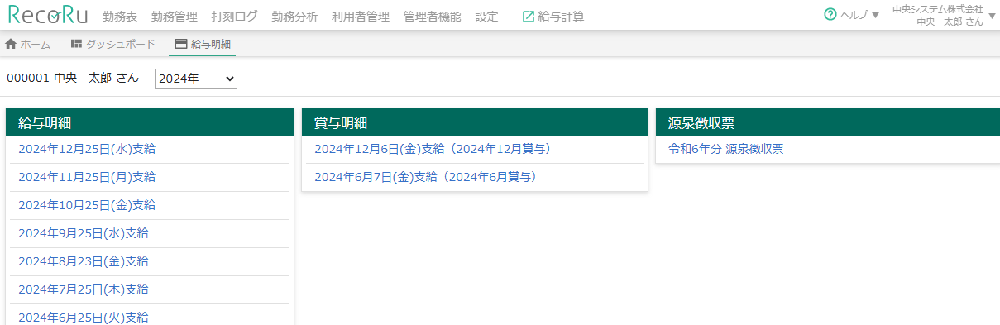 RecoRu 勤務表 勤務管理 打刻ログ 勤務分析 利用者管理 管理者機能 設定 給与計算 ? ヘルプ ▼ 中央システム株式会社 ▼
中央　太郎 さん
ホーム ダッシュボード 給与明細
000001 中央　太郎 さん 2024年
給与明細
2024年12月25日(水)支給
2024年11月25日(月)支給
2024年10月25日(金)支給
2024年9月25日(水)支給
2024年8月23日(金)支給
2024年7月25日(木)支給
2024年6月25日(火)支給
賞与明細
2024年12月6日(金)支給（2024年12月賞与）
2024年6月7日(金)支給（2024年6月賞与）
源泉徴収票
令和6年分 源泉徴収票